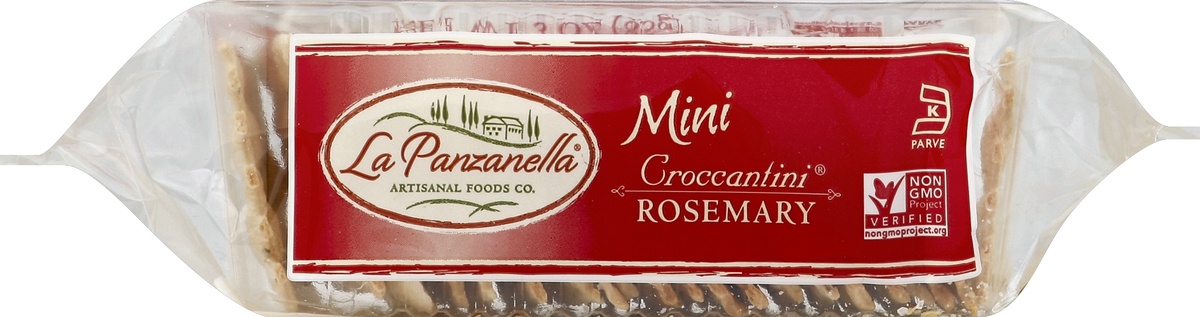 La Panzanella®
ARTISANAL FOODS CO.
Mini
Croccantini®
ROSEMARY
K
PARVE
NON
GMO
Project
VERIFIED
nongmoproject.org